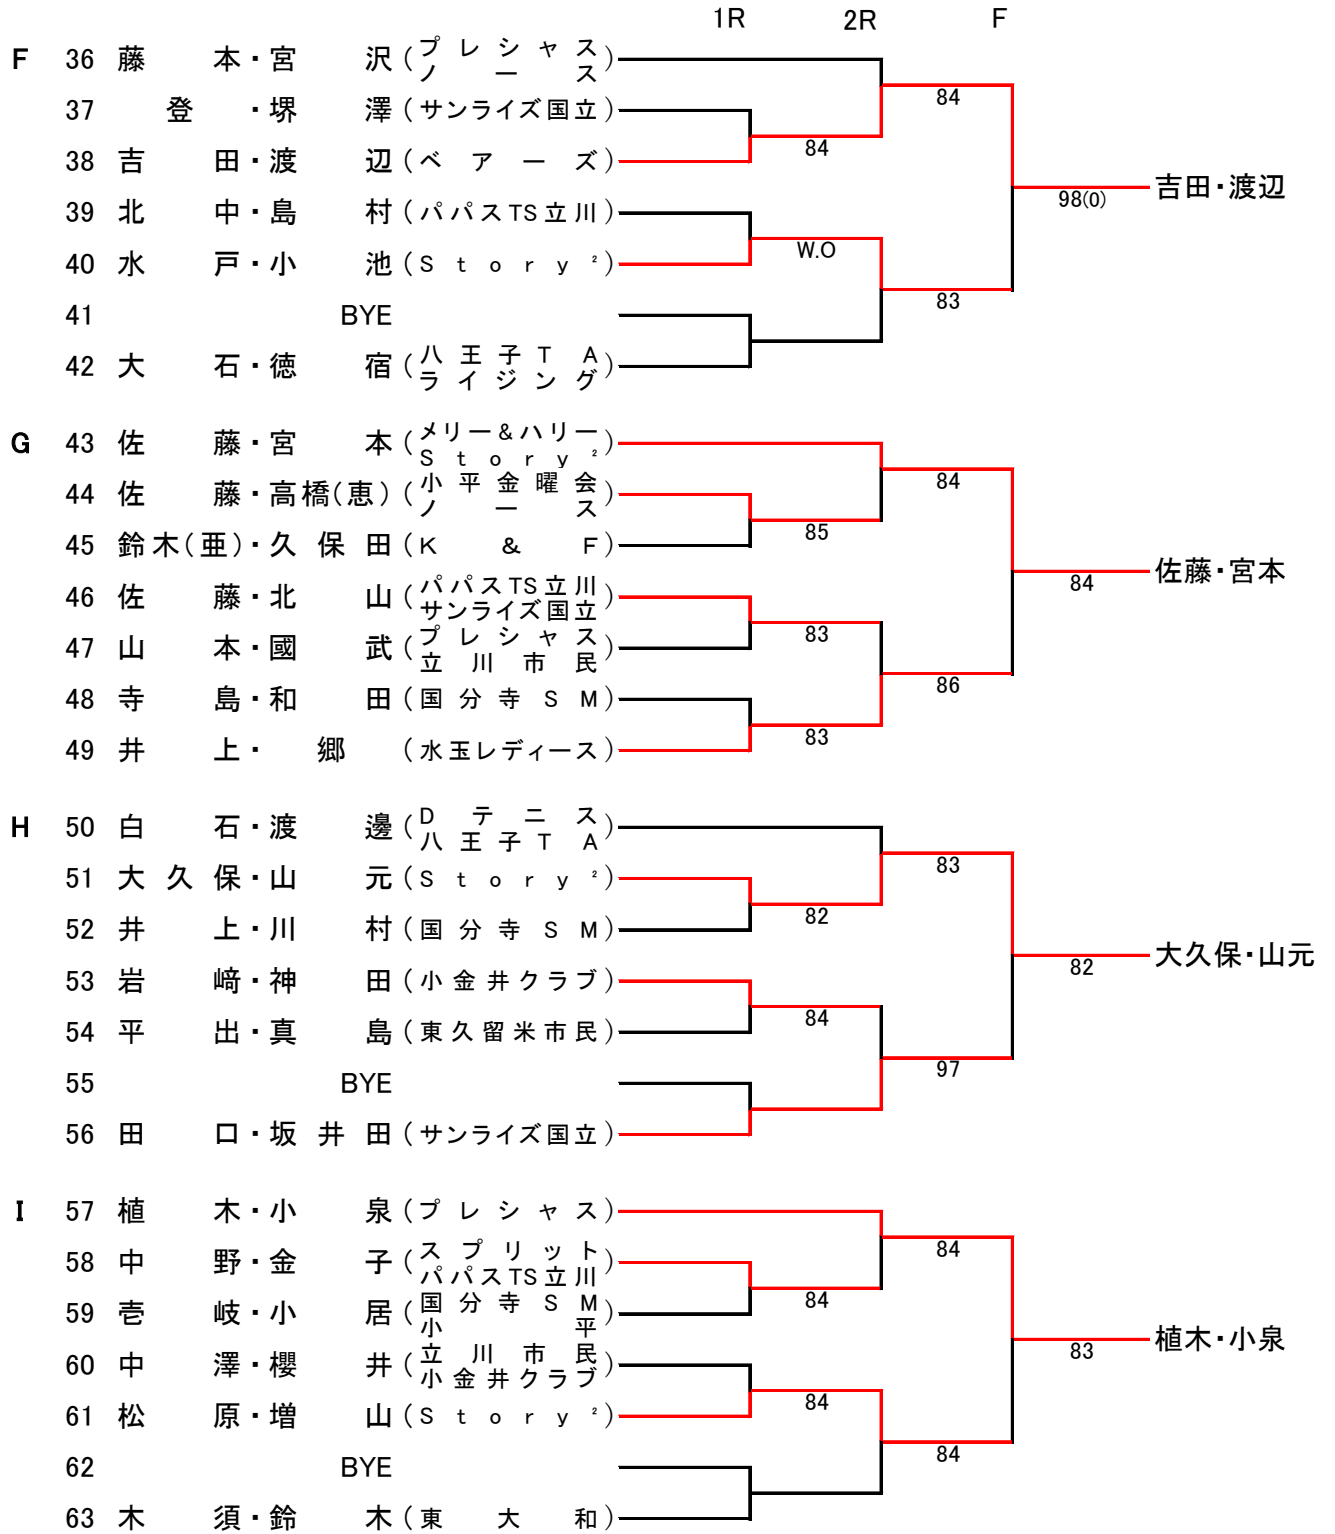 1R 2R F
F 36 藤本・宮沢(プレシャス ノース)
37 登・堺澤(サンライズ国立)
84
84
38 吉田・渡辺(ベアーズ)
吉田・渡辺
98(0)
39 北中・島村(パパスTS立川)
W.O
40 水戸・小池(Story²)
83
41 BYE
42 大石・徳宿(八王子TA ライジング)
G 43 佐藤・宮本(メリー&ハリー Story²)
84
44 佐藤・高橋(恵)(小平金曜会 ノース)
85
45 鈴木(亜)・久保田(K&F)
佐藤・宮本
84
46 佐藤・北山(パパスTS立川 サンライズ国立)
83
47 山本・國武(プレシャス 立川市民)
86
48 寺島・和田(国分寺SM)
83
49 井上・郷(水玉レディース)
H 50 白石・渡邊(Dテニス 八王子TA)
83
51 大久保・山元(Story²)
82
52 井上・川村(国分寺SM)
大久保・山元
82
53 岩﨑・神田(小金井クラブ)
84
54 平出・真島(東久留米市民)
97
55 BYE
56 田口・坂井田(サンライズ国立)
I 57 植木・小泉(プレシャス)
84
58 中野・金子(スプリット パパスTS立川)
84
59 壱岐・小居(国分寺SM 小平)
植木・小泉
83
60 中澤・櫻井(立川市民 小金井クラブ)
84
61 松原・増山(Story²)
84
62 BYE
63 木須・鈴木(東大和)